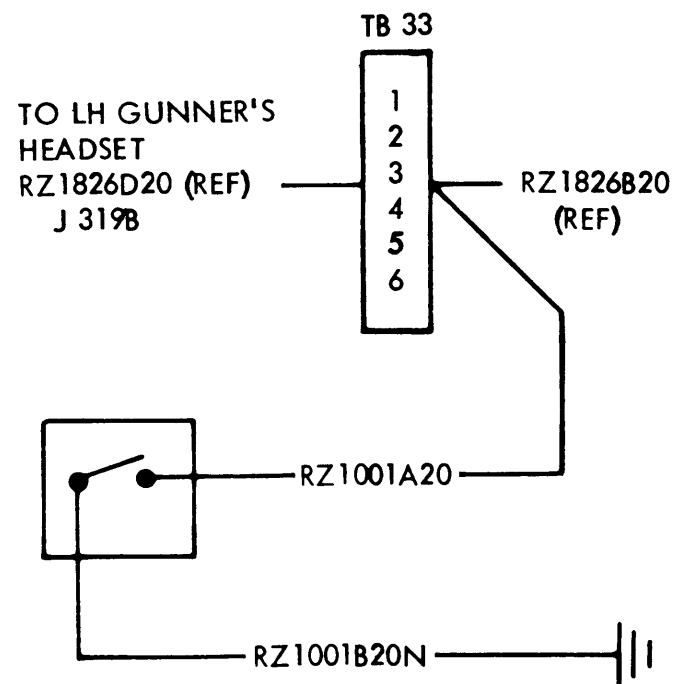 TB 33
1
2
3
4
5
6
TO LH GUNNER'S
HEADSET
RZ1826D20 (REF)
J 319B
RZ1826B20
(REF)
RZ1001A20
RZ1001B20N